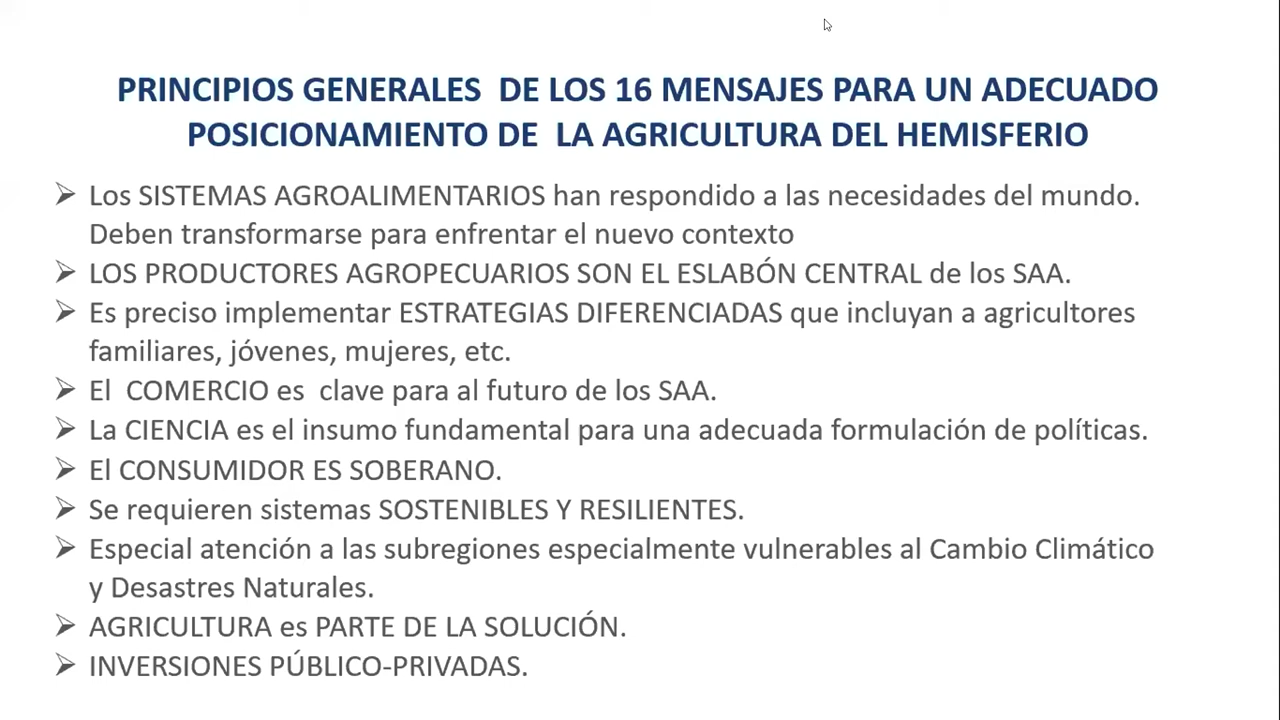 PRINCIPIOS GENERALES DE LOS 16 MENSAJES PARA UN ADECUADO
POSICIONAMIENTO DE LA AGRICULTURA DEL HEMISFERIO
➢ Los SISTEMAS AGROALIMENTARIOS han respondido a las necesidades del mundo.
Deben transformarse para enfrentar el nuevo contexto
➢ LOS PRODUCTORES AGROPECUARIOS SON EL ESLABÓN CENTRAL de los SAA.
➢ Es preciso implementar ESTRATEGIAS DIFERENCIADAS que incluyan a agricultores
familiares, jóvenes, mujeres, etc.
➢ El COMERCIO es clave para al futuro de los SAA.
➢ La CIENCIA es el insumo fundamental para una adecuada formulación de políticas.
➢ El CONSUMIDOR ES SOBERANO.
➢ Se requieren sistemas SOSTENIBLES Y RESILIENTES.
➢ Especial atención a las subregiones especialmente vulnerables al Cambio Climático
y Desastres Naturales.
➢ AGRICULTURA es PARTE DE LA SOLUCIÓN.
➢ INVERSIONES PÚBLICO-PRIVADAS.